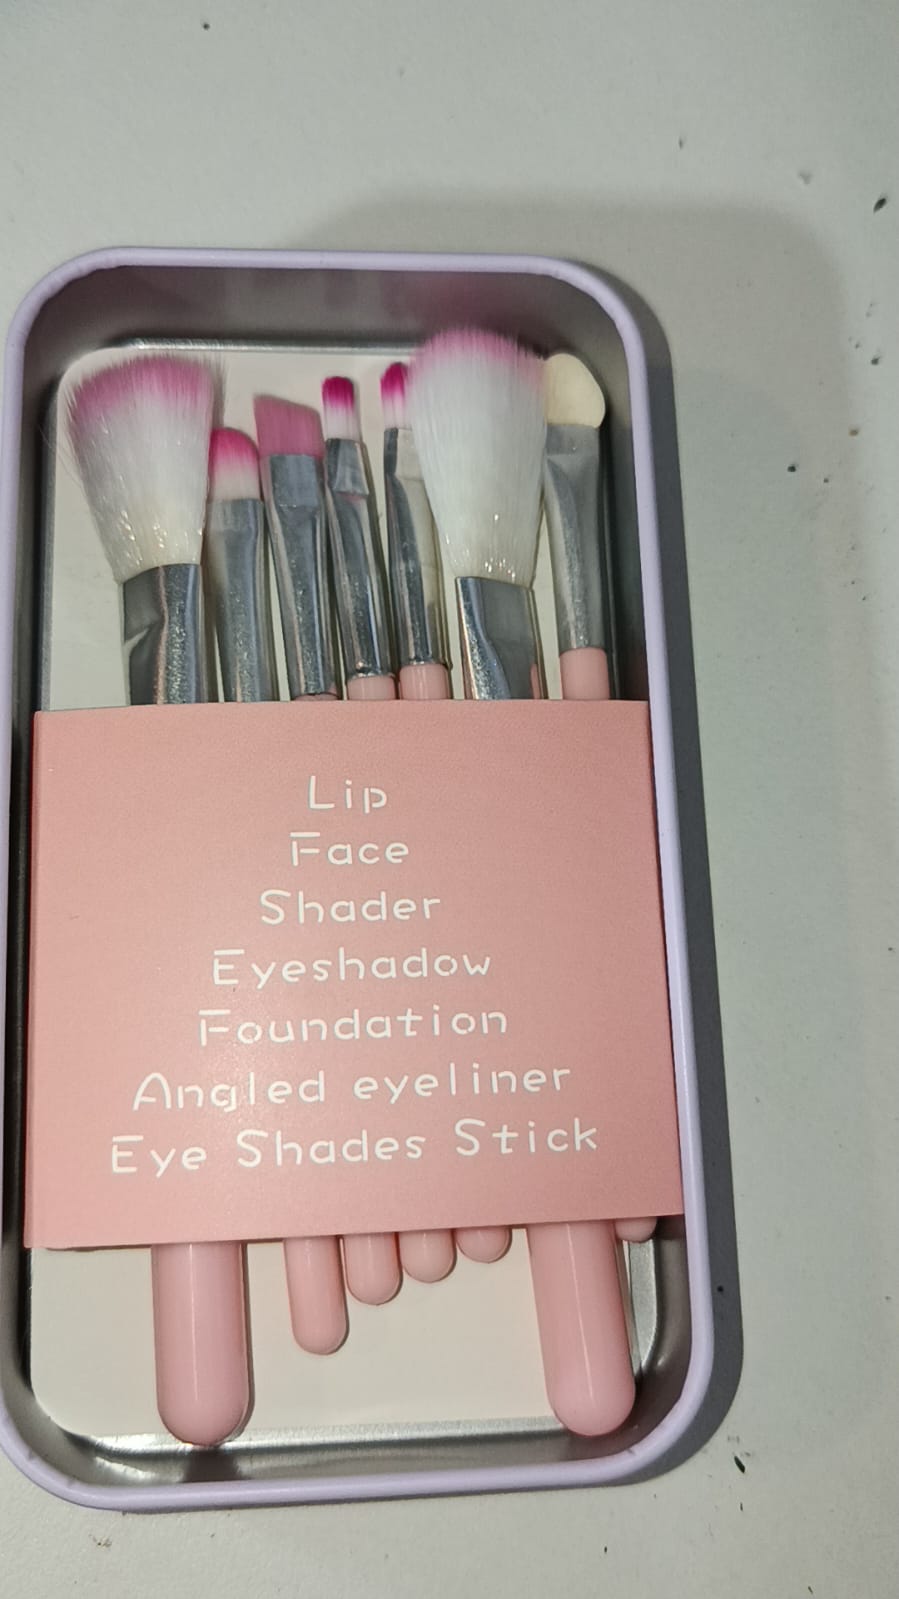 Lip
Face
Shader
Eyeshadow
Foundation
Angled eyeliner
Eye Shades Stick